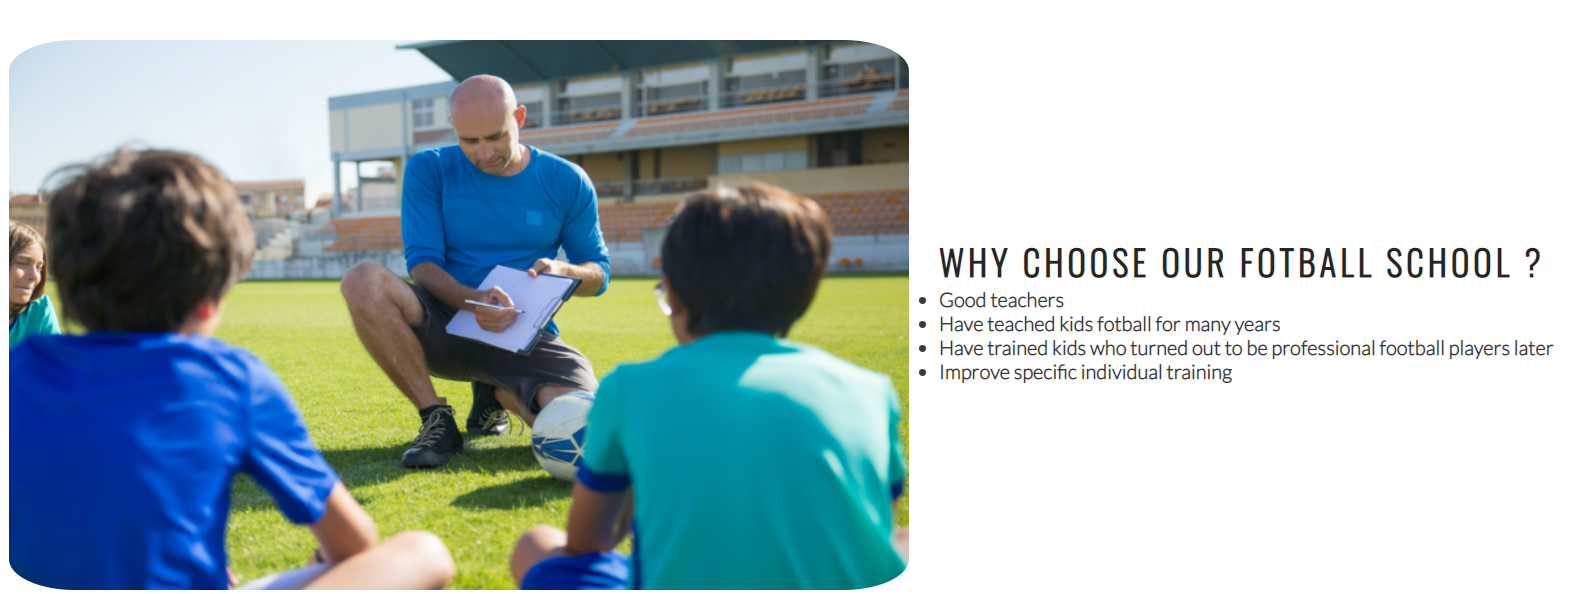 WHY CHOOSE OUR FOTBALL SCHOOL ?
Good teachers
Have teached kids fotball for many years
Have trained kids who turned out to be professional football players later
Improve specific individual training